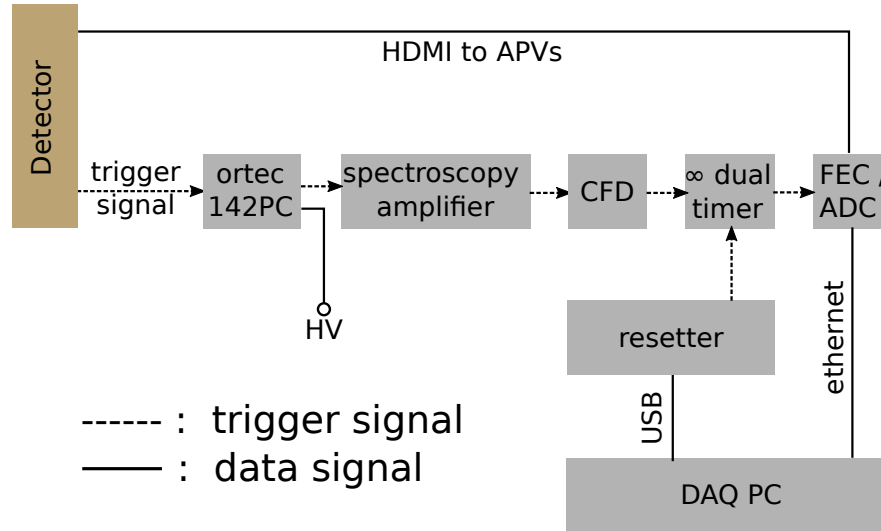 HDMI to APVs
Detector
trigger
signal
ortec
142PC
spectroscopy
amplifier
CFD
∞ dual
timer
FEC /
ADC
HV
resetter
ethernet
USB
DAQ PC
: trigger signal
: data signal